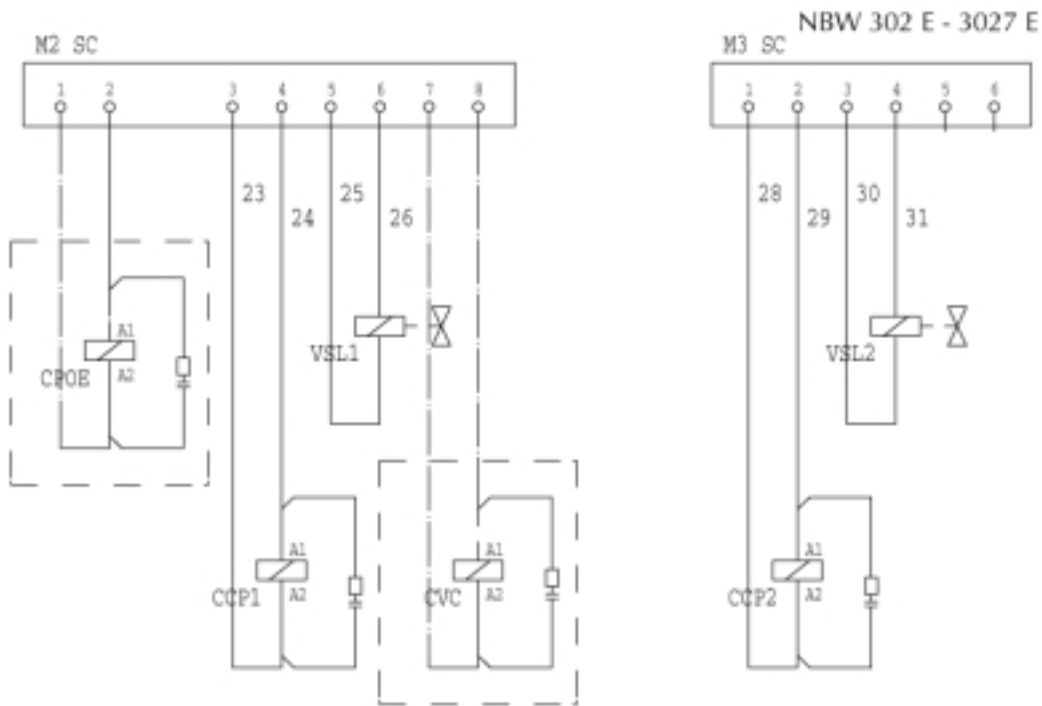 NBW 302 E - 3027 E
M2 SC
M3 SC
1 2 3 4 5 6 7 8
1 2 3 4 5 6
23 25 28 30
24 26 29 31
A1
CPOE A2
VSL1
VSL2
A1 A1 A1
CCP1 A2 CVC A2 CCP2 A2